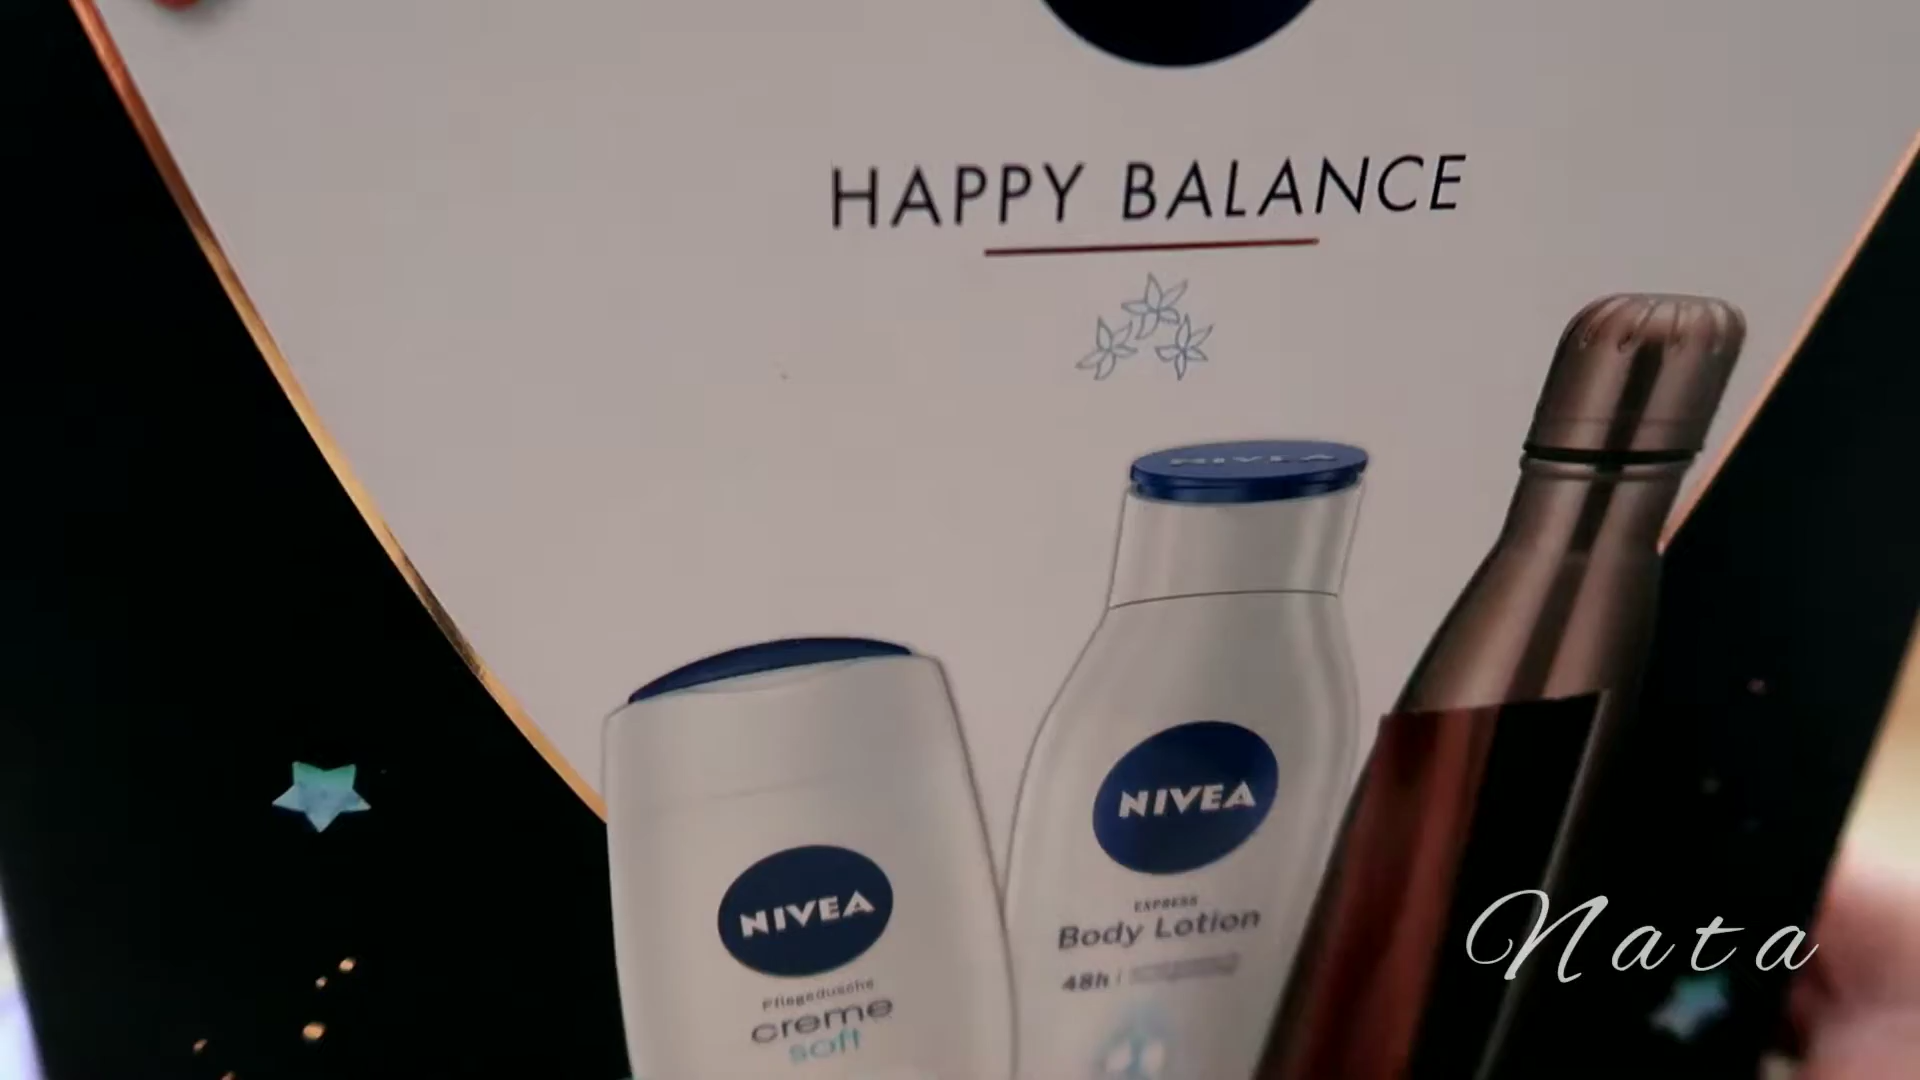 HAPPY BALANCE
NIVEA
NIVEA
EXPRESS
Body Lotion
48h
NIVEA
Pflegedusche
creme
soft
Nata